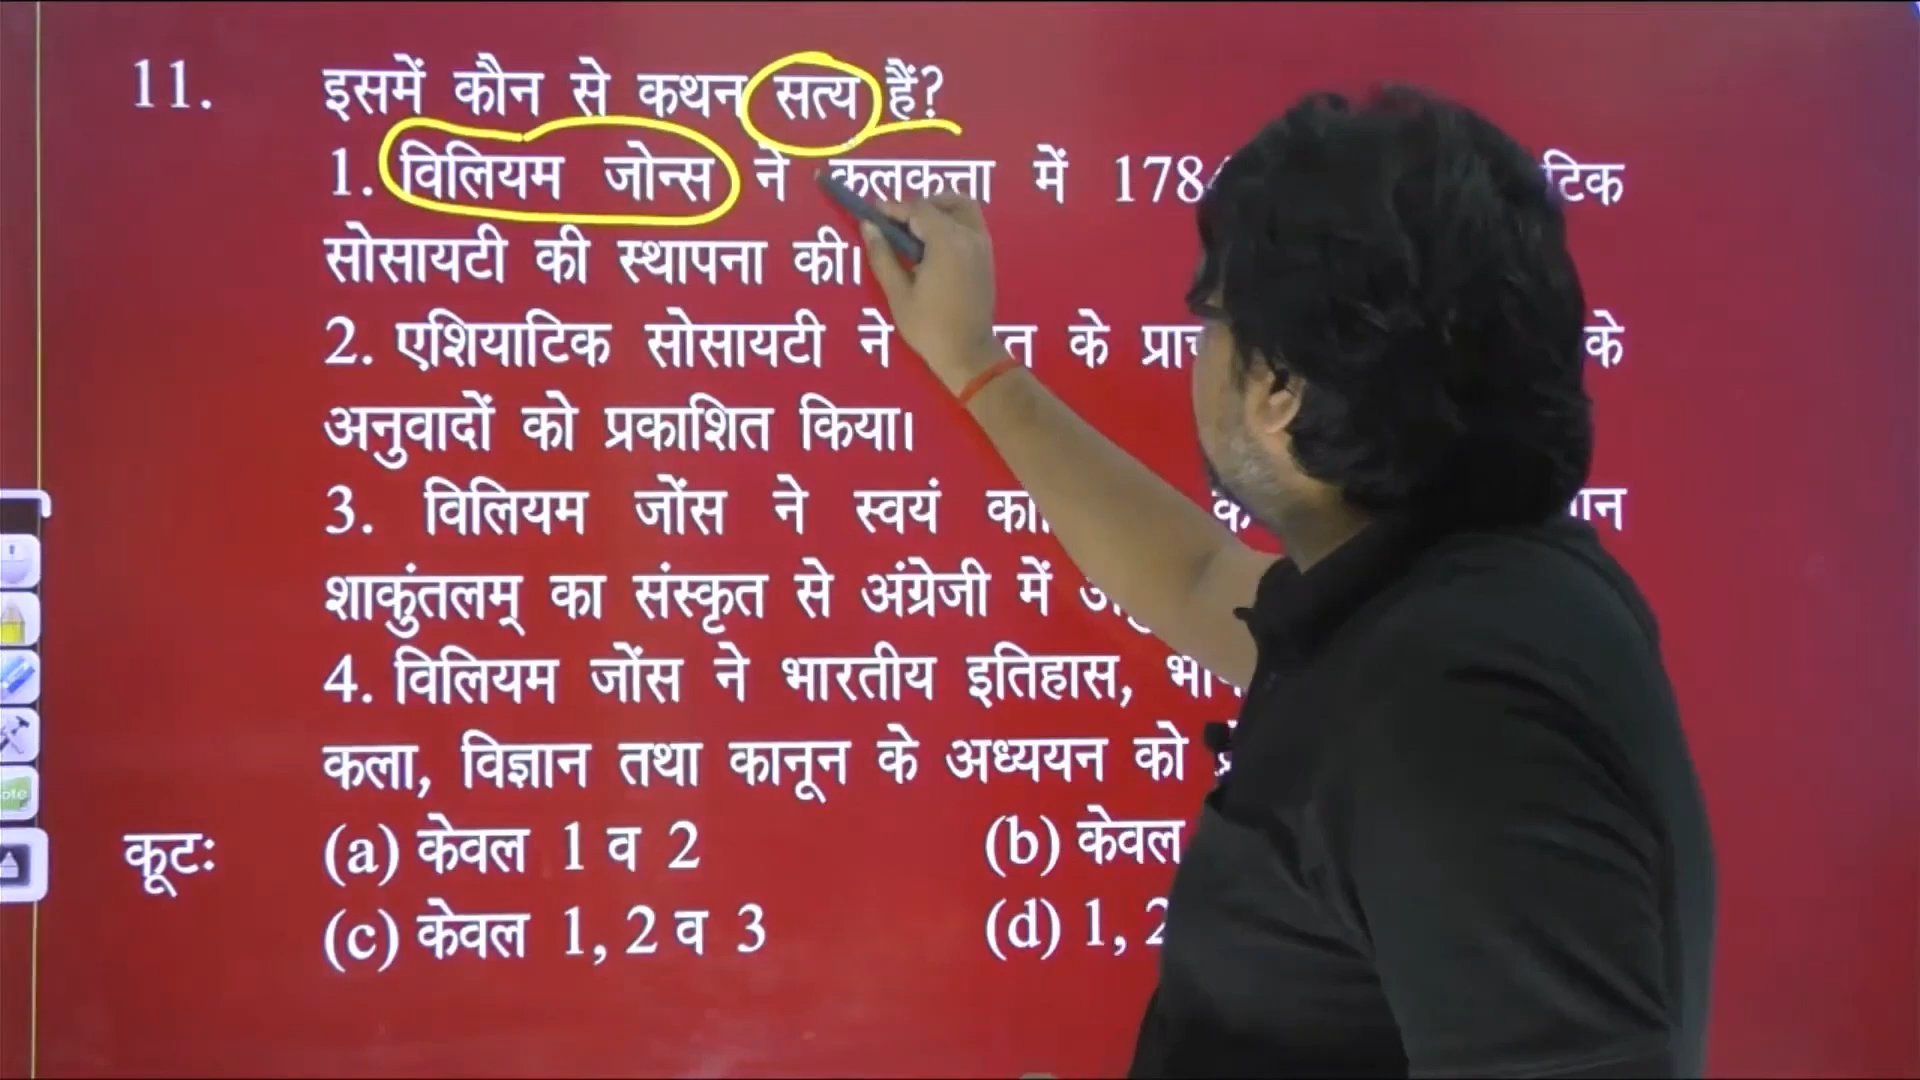 11. इसमें कौन से कथन सत्य हैं?
1. विलियम जोन्स ने कलकत्ता में
सोसायटी की स्थापना की।
2. एशियाटिक सोसायटी ने के के
अनुवादों को प्रकाशित किया।
3. विलियम जोंस ने स्वयं
शाकुंतलम् का संस्कृत से अंग्रेजी में
4. विलियम जोंस ने भारतीय इतिहास,
कला, विज्ञान तथा कानून के अध्ययन को
कूटः (a) केवल 1 व 2 (b) केवल
(c) केवल 1, 2 व 3 (d) 1, 2